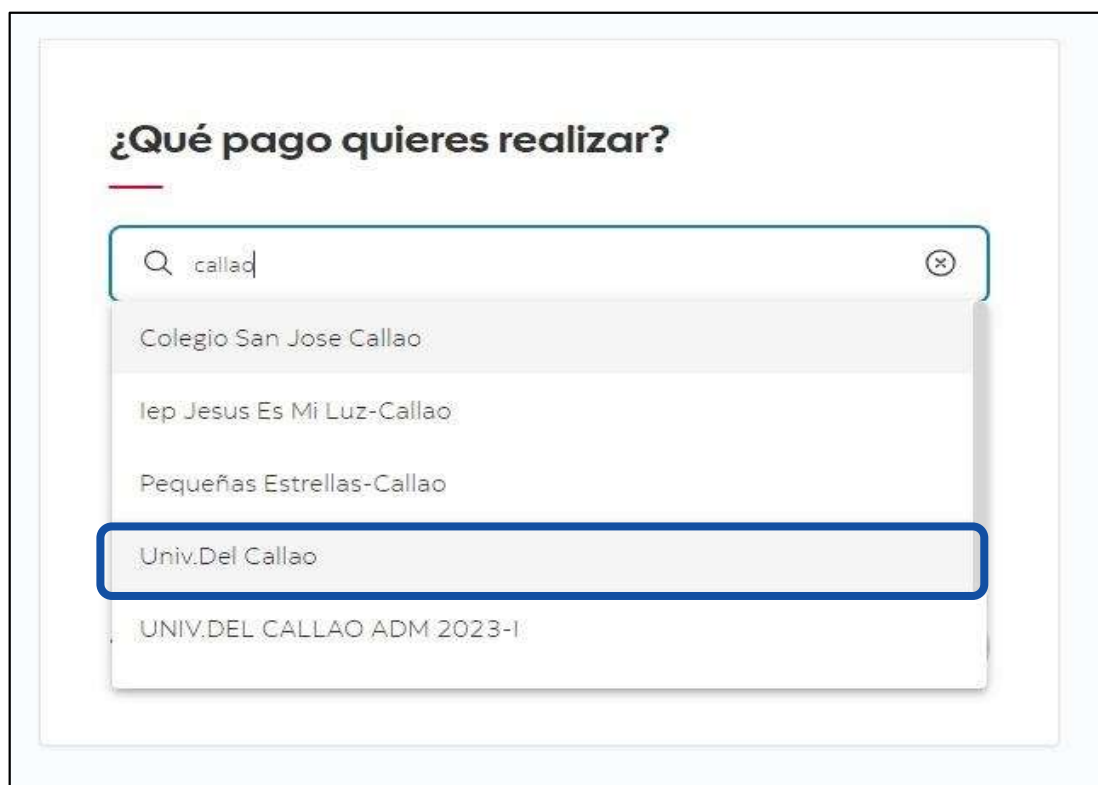 ¿Qué pago quieres realizar?
callao
Colegio San Jose Callao
Iep Jesus Es Mi Luz-Callao
Pequeñas Estrellas-Callao
Univ.Del Callao
UNIV.DEL CALLAO ADM 2023-I